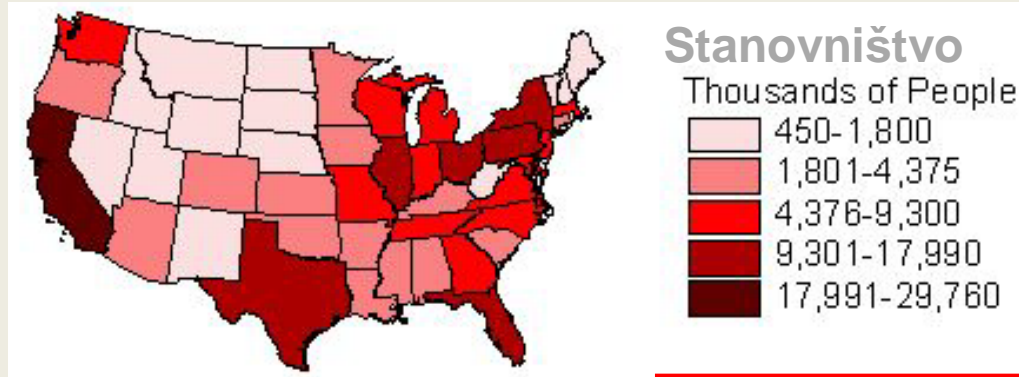 Stanovništvo
Thousands of People
450-1,800
1,801-4,375
4,376-9,300
9,301-17,990
17,991-29,760